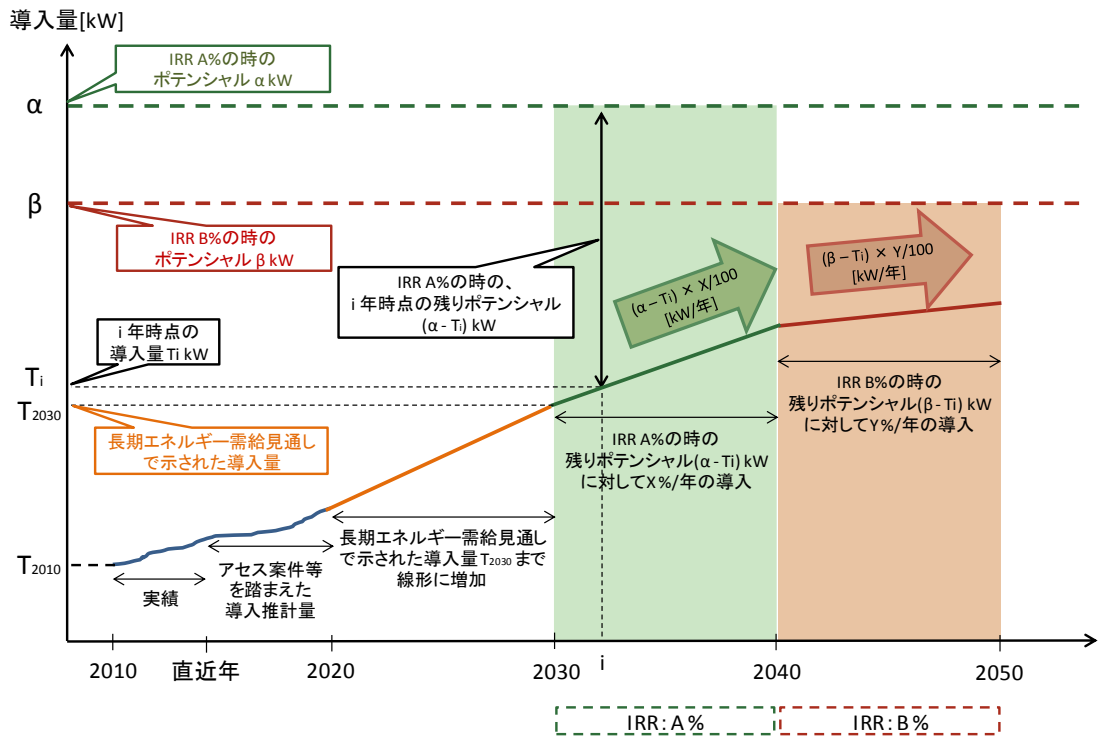 導入量[kW]
IRR A%の時の
ポテンシャル α kW
α
β
IRR B%の時の
ポテンシャル β kW
IRR A%の時の、
i 年時点の残りポテンシャル
(α - Ti) kW
(α – Ti) × X/100
[kW/年]
(β – Ti) × Y/100
[kW/年]
i 年時点の
導入量 Ti kW
Ti
T2030
長期エネルギー需給見通し
で示された導入量
IRR B%の時の
残りポテンシャル(β - Ti) kW
に対してY%/年の導入
IRR A%の時の
残りポテンシャル(α - Ti) kW
に対してX%/年の導入
T2010
実績
アセス案件等
を踏まえた
導入推計量
長期エネルギー需給見通し
で示された導入量 T2030 まで
線形に増加
2010 直近年 2020 2030 i 2040 2050
IRR：A % IRR：B %